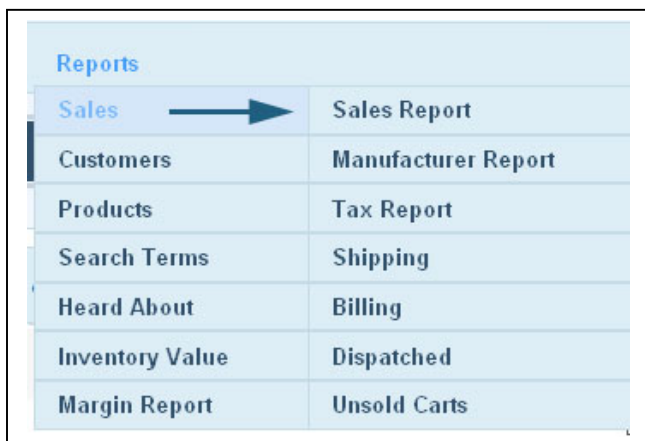 Reports
Sales
Sales Report
Customers
Manufacturer Report
Products
Tax Report
Search Terms
Shipping
Heard About
Billing
Inventory Value
Dispatched
Margin Report
Unsold Carts